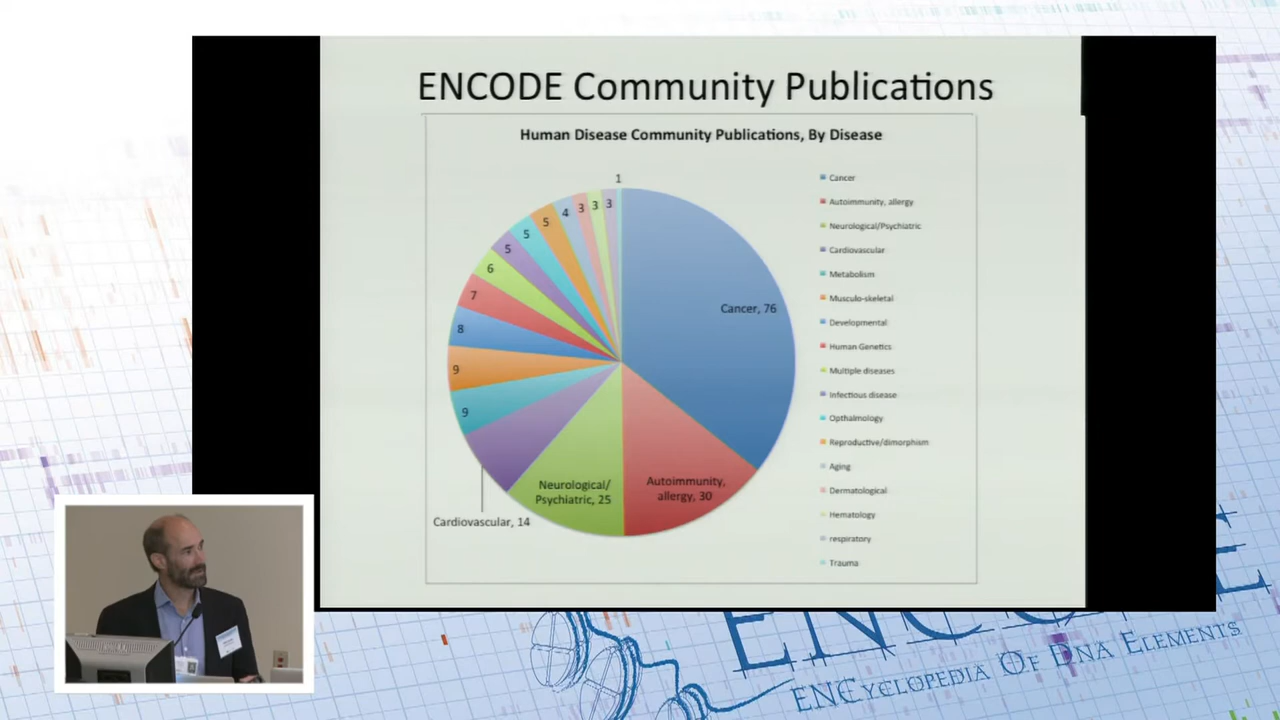 ENCODE Community Publications
Human Disease Community Publications, By Disease
1
3
3
3
4
5
5
5
6
7
8
9
9
Cancer, 76
Autoimmunity,
allergy, 30
Neurological/
Psychiatric, 25
Cardiovascular, 14
Cancer
Autoimmunity, allergy
Neurological/Psychiatric
Cardiovascular
Metabolism
Musculo-skeletal
Developmental
Human Genetics
Multiple diseases
Infectious disease
Opthalmology
Reproductive/dimorphism
Aging
Dermatological
Hematology
respiratory
Trauma
ENCODE
ENCYCLOPEDIA OF DNA ELEMENTS